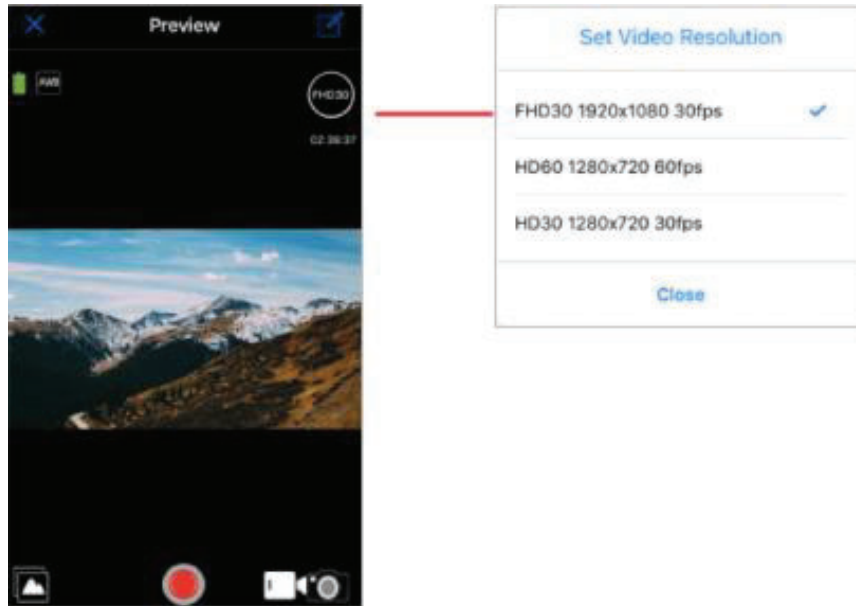 Preview
AWB
FHD30
02:36:37
Set Video Resolution
FHD30 1920x1080 30fps
HD60 1280x720 60fps
HD30 1280x720 30fps
Close